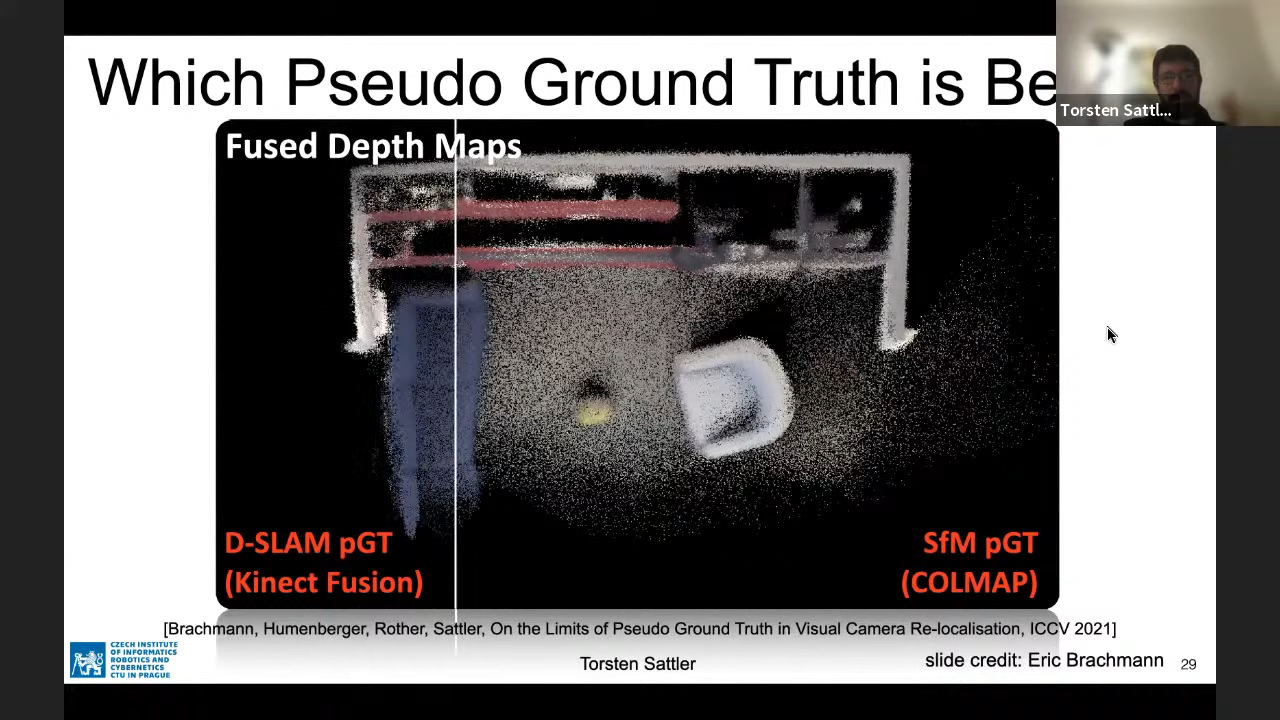 Which Pseudo Ground Truth is Be
Torsten Sattl...
Fused Depth Maps
D-SLAM pGT
(Kinect Fusion)
SfM pGT
(COLMAP)
[Brachmann, Humenberger, Rother, Sattler, On the Limits of Pseudo Ground Truth in Visual Camera Re-localisation, ICCV 2021]
CZECH INSTITUTE
OF INFORMATICS
ROBOTICS AND
CYBERNETICS
CTU IN PRAGUE
Torsten Sattler
slide credit: Eric Brachmann
29